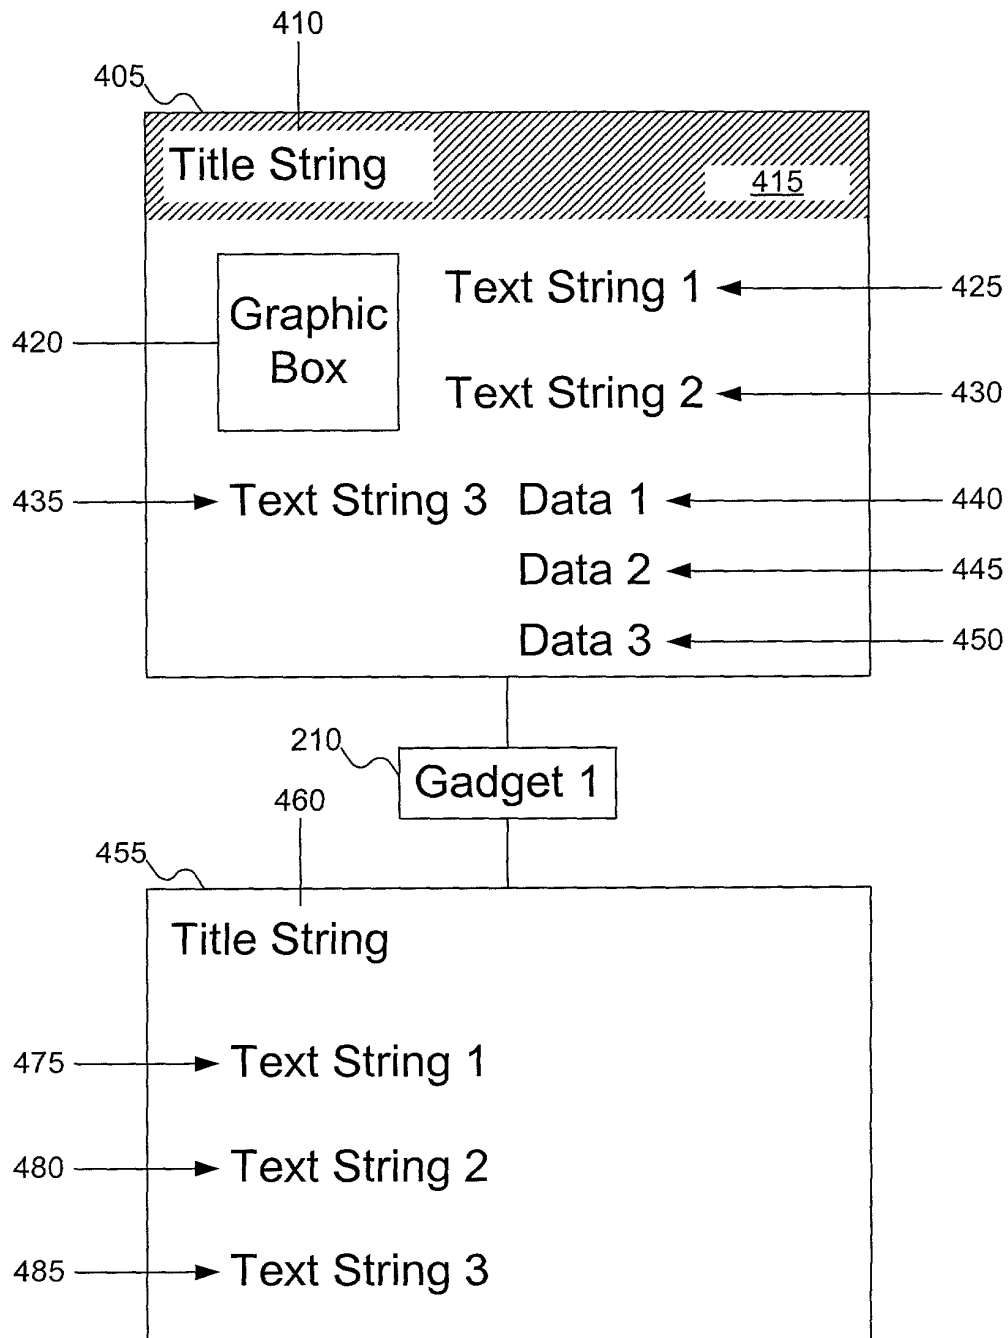 410
405
Title String
415
Text String 1
425
Graphic
Box
420
Text String 2
430
435
Text String 3
Data 1
440
Data 2
445
Data 3
450
210
Gadget 1
460
455
Title String
475
Text String 1
480
Text String 2
485
Text String 3